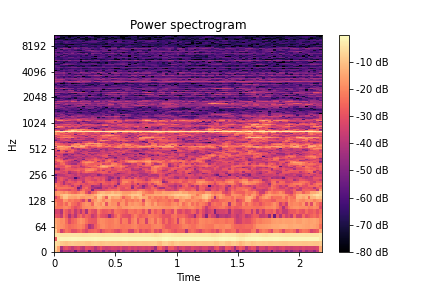 Power spectrogram
8192
4096
2048
1024
512
256
128
64
0
Hz
0
0.5
1
1.5
2
Time
-10 dB
-20 dB
-30 dB
-40 dB
-50 dB
-60 dB
-70 dB
-80 dB